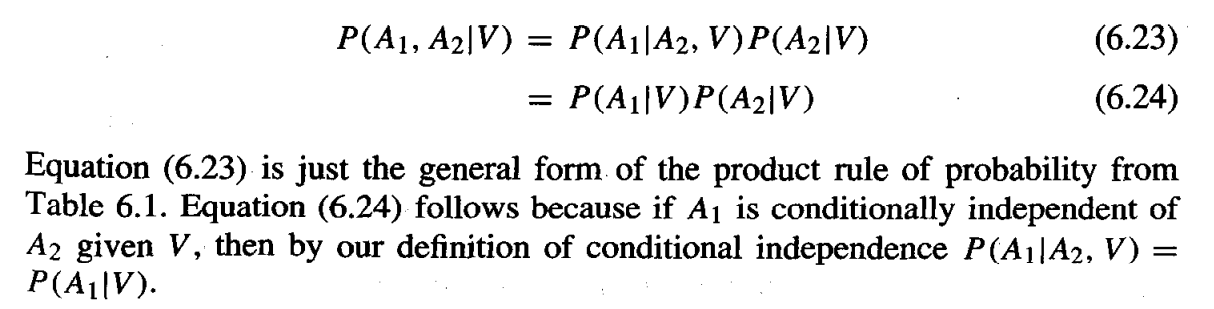 P(A₁, A₂|V) = P(A₁|A₂, V)P(A₂|V) (6.23)
= P(A₁|V)P(A₂|V) (6.24)
Equation (6.23) is just the general form of the product rule of probability from
Table 6.1. Equation (6.24) follows because if A₁ is conditionally independent of
A₂ given V, then by our definition of conditional independence P(A₁|A₂, V) =
P(A₁|V).